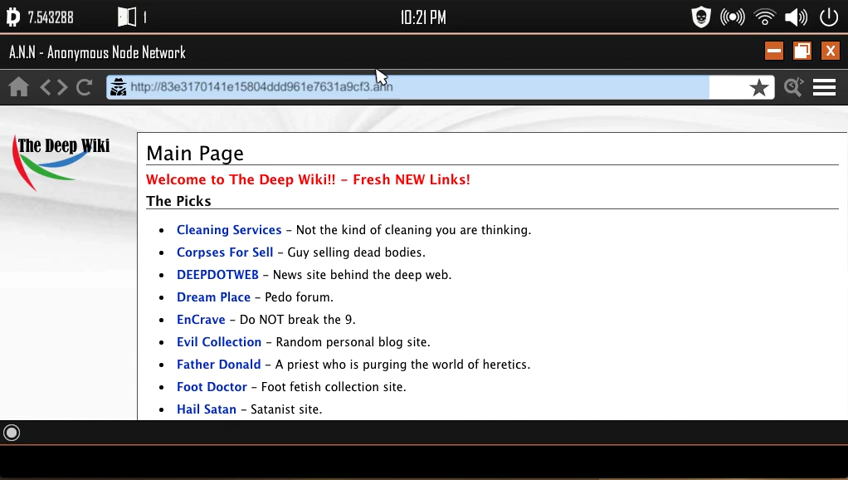 7.543288 1 10:21 PM
A.N.N - Anonymous Node Network
http://83e3170141e15804ddd961e7631a9cf3.ann
The Deep Wiki
Main Page
Welcome to The Deep Wiki!! - Fresh NEW Links!
The Picks
• Cleaning Services - Not the kind of cleaning you are thinking.
• Corpses For Sell - Guy selling dead bodies.
• DEEPDOTWEB - News site behind the deep web.
• Dream Place - Pedo forum.
• EnCrave - Do NOT break the 9.
• Evil Collection - Random personal blog site.
• Father Donald - A priest who is purging the world of heretics.
• Foot Doctor - Foot fetish collection site.
• Hail Satan - Satanist site.